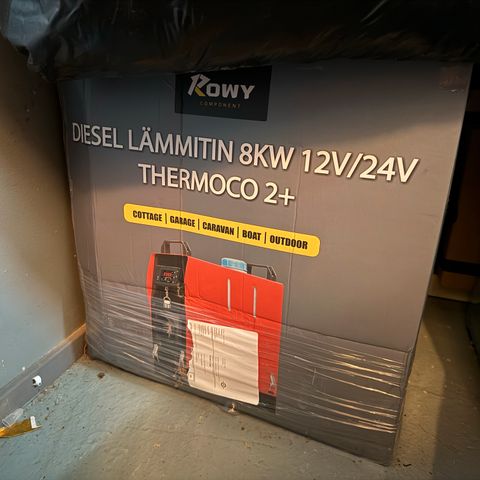 ROWY
COMPONENT
DIESEL LÄMMITIN 8KW 12V/24V
THERMOCO 2+
COTTAGE | GARAGE | CARAVAN | BOAT | OUTDOOR